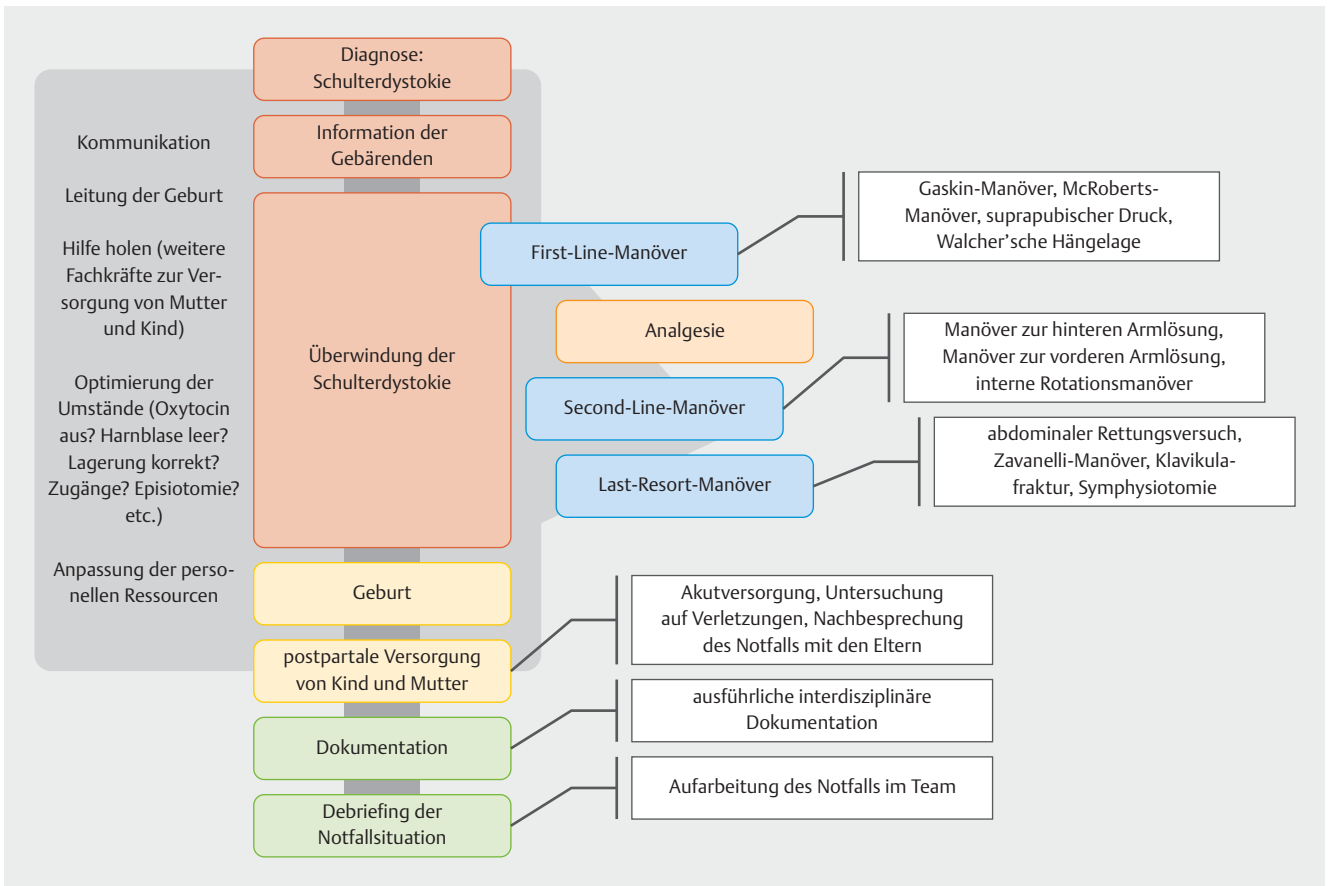 Diagnose:
Schulterdystokie
Kommunikation
Leitung der Geburt
Hilfe holen (weitere
Fachkräfte zur Ver-
sorgung von Mutter
und Kind)
Optimierung der
Umstände (Oxytocin
aus? Harnblase leer?
Lagerung korrekt?
Zugänge? Episiotomie?
etc.)
Anpassung der perso-
nellen Ressourcen
Information der
Gebärenden
Überwindung der
Schulterdystokie
First-Line-Manöver
Gaskin-Manöver, McRoberts-
Manöver, suprapubischer Druck,
Walcher’sche Hängelage
Analgesie
Second-Line-Manöver
Manöver zur hinteren Armlösung,
Manöver zur vorderen Armlösung,
interne Rotationsmanöver
Last-Resort-Manöver
abdominaler Rettungsversuch,
Zavanelli-Manöver, Klavikula-
fraktur, Symphysiotomie
Geburt
postpartale Versorgung
von Kind und Mutter
Akutversorgung, Untersuchung
auf Verletzungen, Nachbesprechung
des Notfalls mit den Eltern
Dokumentation
ausführliche interdisziplinäre
Dokumentation
Debriefing der
Notfallsituation
Aufarbeitung des Notfalls im Team